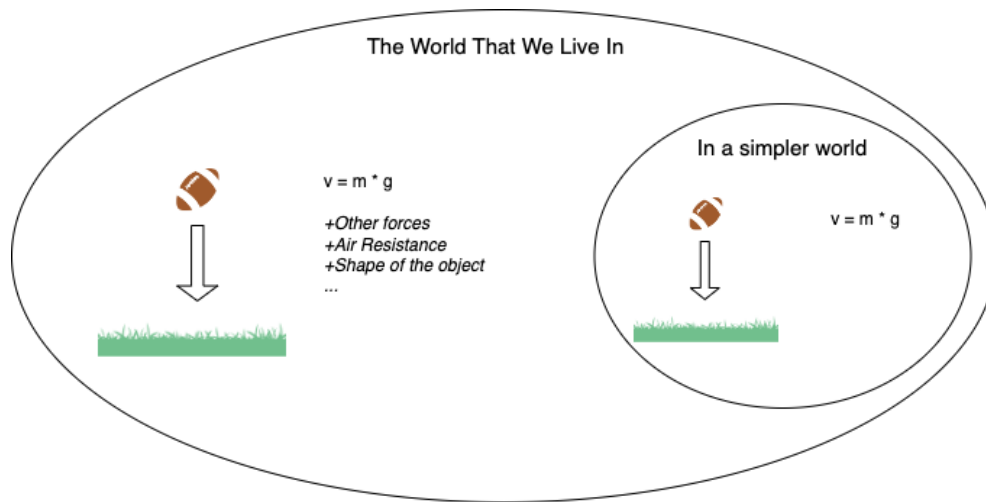 The World That We Live In
In a simpler world
v = m * g
+Other forces
+Air Resistance
+Shape of the object
...
v = m * g